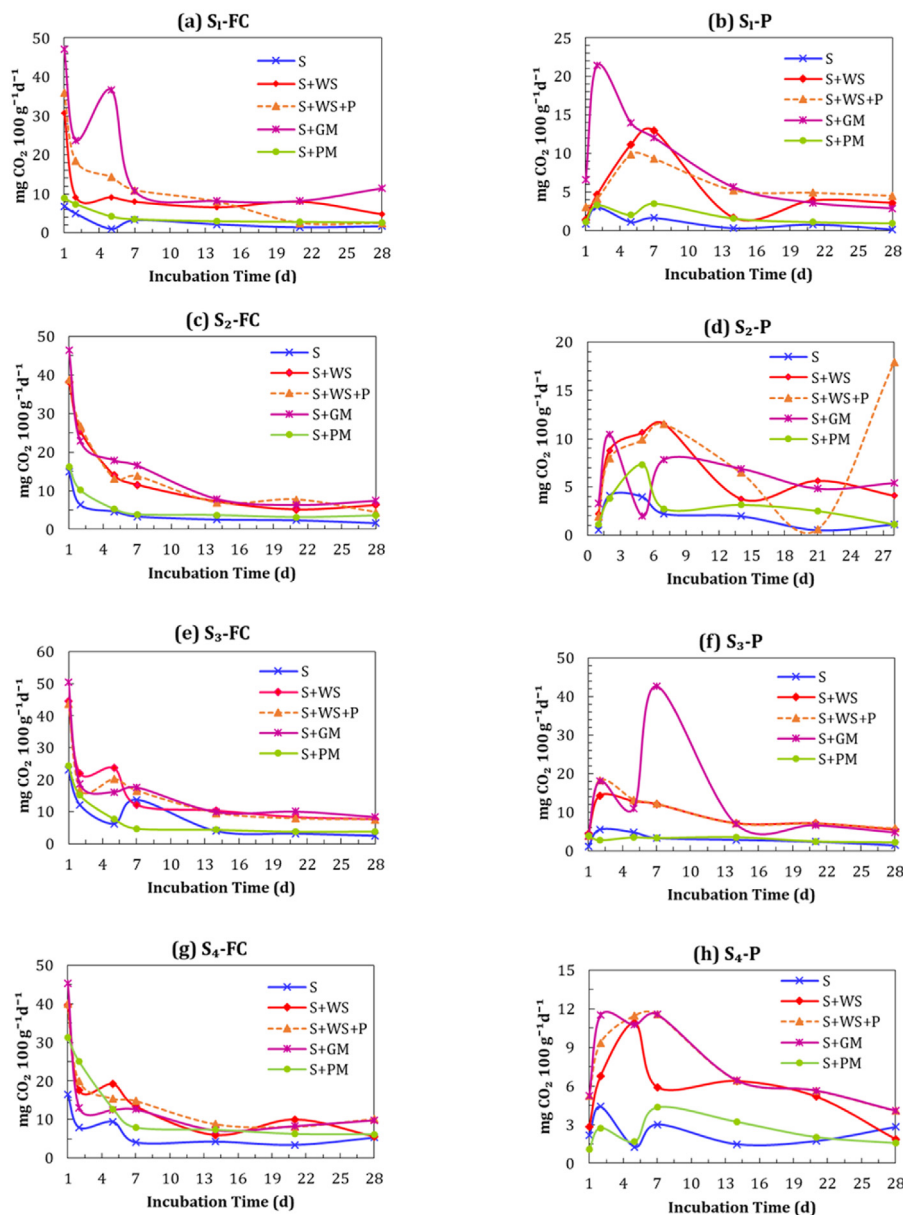 (a) S₁-FC
mg CO₂ 100 g⁻¹d⁻¹
50
40
30
20
10
0
1 4 7 10 13 16 19 22 25 28
Incubation Time (d)
S
S+WS
S+WS+P
S+GM
S+PM
(b) S₁-P
mg CO₂ 100 g⁻¹d⁻¹
25
20
15
10
5
0
1 4 7 10 13 16 19 22 25 28
Incubation Time (d)
S
S+WS
S+WS+P
S+GM
S+PM
(c) S₂-FC
mg CO₂ 100 g⁻¹d⁻¹
50
40
30
20
10
0
1 4 7 10 13 16 19 22 25 28
Incubation Time (d)
S
S+WS
S+WS+P
S+GM
S+PM
(d) S₂-P
mg CO₂ 100 g⁻¹d⁻¹
20
15
10
5
0
0 3 6 9 12 15 18 21 24 27
Incubation Time (d)
S
S+WS
S+WS+P
S+GM
S+PM
(e) S₃-FC
mg CO₂ 100 g⁻¹d⁻¹
60
50
40
30
20
10
0
1 4 7 10 13 16 19 22 25 28
Incubation Time (d)
S
S+WS
S+WS+P
S+GM
S+PM
(f) S₃-P
mg CO₂ 100 g⁻¹d⁻¹
50
40
30
20
10
0
1 4 7 10 13 16 19 22 25 28
Incubation Time (d)
S
S+WS
S+WS+P
S+GM
S+PM
(g) S₄-FC
mg CO₂ 100 g⁻¹d⁻¹
50
40
30
20
10
0
1 4 7 10 13 16 19 22 25 28
Incubation Time (d)
S
S+WS
S+WS+P
S+GM
S+PM
(h) S₄-P
mg CO₂ 100 g⁻¹d⁻¹
15
12
9
6
3
0
1 4 7 10 13 16 19 22 25 28
Incubation Time (d)
S
S+WS
S+WS+P
S+GM
S+PM